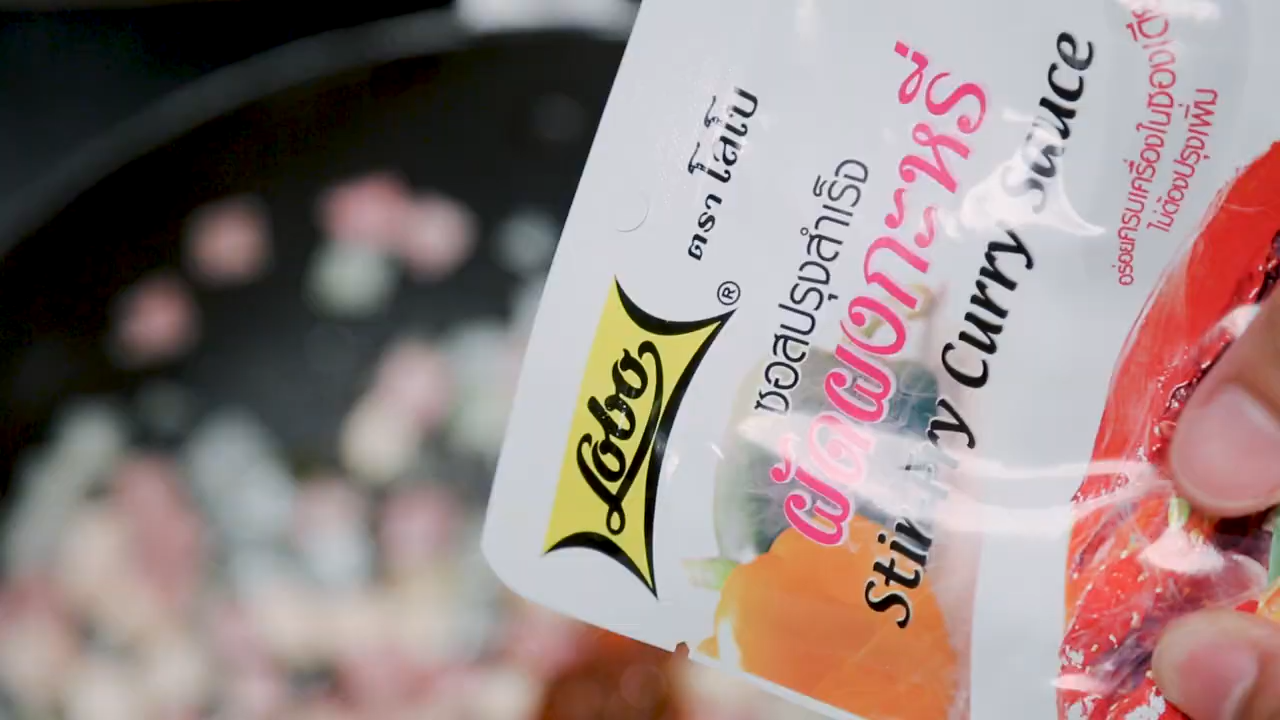 ตราโลโบ
Lobo®
ซอสปรุงสำเร็จ
ผัดผงกะหรี่
Stir Fry Curry Sauce
อร่อยครบเครื่องในซองเดียว
ไม่ต้องปรุงเพิ่ม